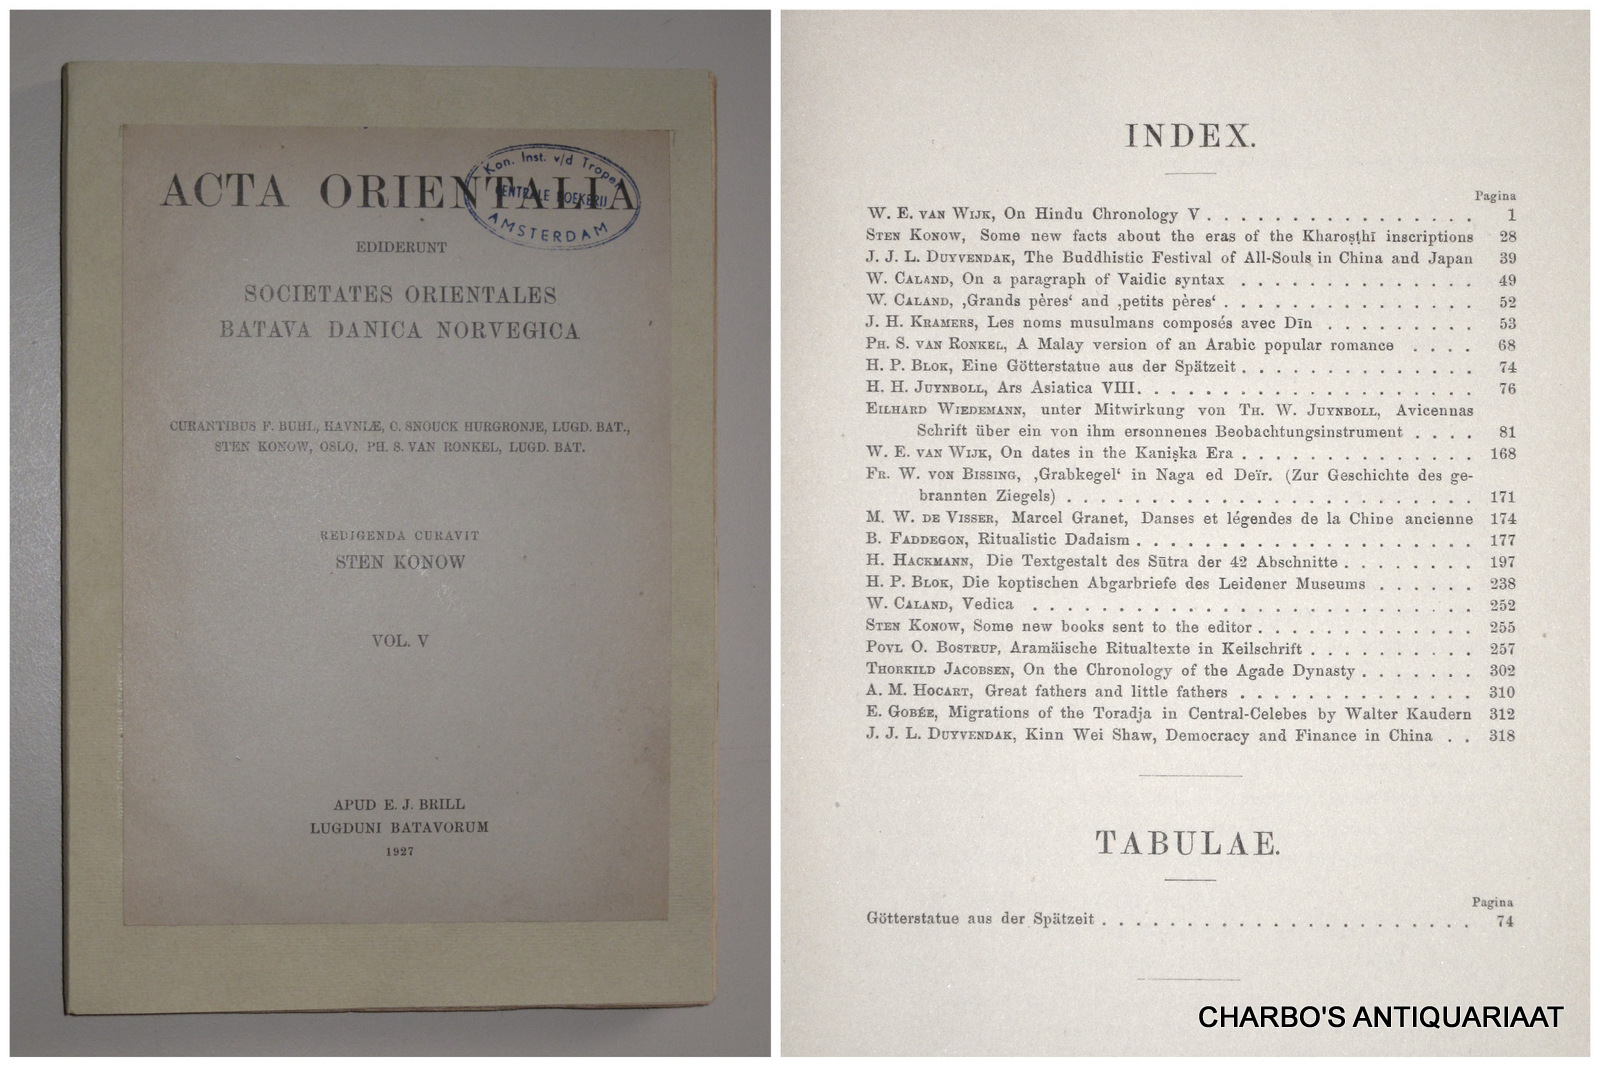 ACTA ORIENTALIA
Kon. Inst. v/d Tropen
CENTRALE BOEKERIJ
AMSTERDAM
EDIDERUNT
SOCIETATES ORIENTALES
BATAVA DANICA NORVEGICA
CURANTIBUS F. BUHL, HAVNIÆ, C. SNOUCK HURGRONJE, LUGD. BAT.,
STEN KONOW, OSLO, PH. S. VAN RONKEL, LUGD. BAT.
REDIGENDA CURAVIT
STEN KONOW
VOL. V
APUD E. J. BRILL
LUGDUNI BATAVORUM
1927
INDEX.
Pagina
W. E. VAN WIJK, On Hindu Chronology V . . . . . . . . . . . . . . . . 1
STEN KONOW, Some new facts about the eras of the Kharoṣṭhī inscriptions 28
J. J. L. DUYVENDAK, The Buddhistic Festival of All-Souls in China and Japan 39
W. CALAND, On a paragraph of Vaidic syntax . . . . . . . . . . . . . . 49
W. CALAND, ‚Grands pères‘ and ‚petits pères‘ . . . . . . . . . . . . . . . 52
J. H. KRAMERS, Les noms musulmans composés avec Dīn . . . . . . . . . 53
PH. S. VAN RONKEL, A Malay version of an Arabic popular romance . . . . 68
H. P. BLOK, Eine Götterstatue aus der Spätzeit . . . . . . . . . . . . . . 74
H. H. JUYNBOLL, Ars Asiatica VIII. . . . . . . . . . . . . . . . . . . . 76
EILHARD WIEDEMANN, unter Mitwirkung von TH. W. JUYNBOLL, Avicennas
Schrift über ein von ihm ersonnenes Beobachtungsinstrument . . . . 81
W. E. VAN WIJK, On dates in the Kaniṣka Era . . . . . . . . . . . . . . 168
FR. W. VON BISSING, ‚Grabkegel‘ in Naga ed Deïr. (Zur Geschichte des ge-
brannten Ziegels) . . . . . . . . . . . . . . . . . . . . . . . . 171
M. W. DE VISSER, Marcel Granet, Danses et légendes de la Chine ancienne 174
B. FADDEGON, Ritualistic Dadaism . . . . . . . . . . . . . . . . . . . . 177
H. HACKMANN, Die Textgestalt des Sūtra der 42 Abschnitte . . . . . . . . 197
H. P. BLOK, Die koptischen Abgarbriefe des Leidener Museums . . . . . . 238
W. CALAND, Vedica . . . . . . . . . . . . . . . . . . . . . . . . . . 252
STEN KONOW, Some new books sent to the editor . . . . . . . . . . . . . 255
POVL O. BOSTRUP, Aramäische Ritualtexte in Keilschrift . . . . . . . . . . 257
THORKILD JACOBSEN, On the Chronology of the Agade Dynasty . . . . . . . 302
A. M. HOCART, Great fathers and little fathers . . . . . . . . . . . . . . 310
E. GOBÉE, Migrations of the Toradja in Central-Celebes by Walter Kaudern 312
J. J. L. DUYVENDAK, Kinn Wei Shaw, Democracy and Finance in China . . 318
TABULAE.
Pagina
Götterstatue aus der Spätzeit . . . . . . . . . . . . . . . . . . . . . . 74
CHARBO'S ANTIQUARIAAT